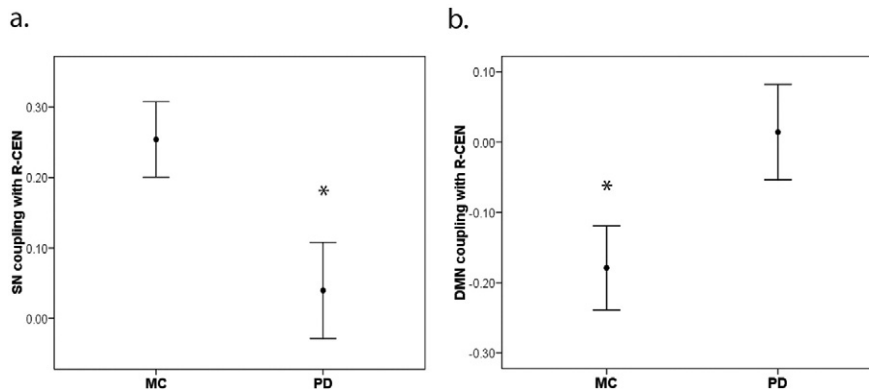 a.
SN coupling with R-CEN
0.30
0.20
0.10
0.00
*
MC PD
b.
DMN coupling with R-CEN
0.10
0.00
-0.10
-0.20
-0.30
*
MC PD